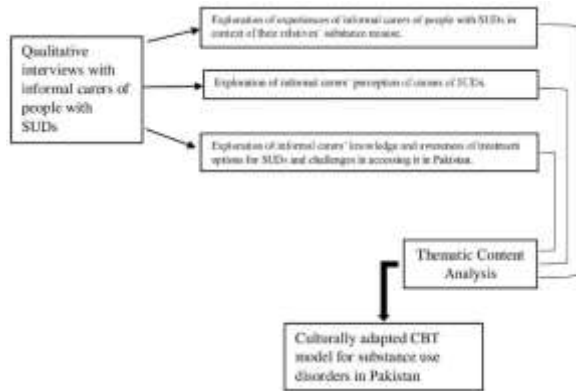 Exploration of experiences of informal carers of people with SUDs in
context of their relatives' substance misuse.
Qualitative
interviews with
informal carers of
people with
SUDs
Exploration of informal carers' perception of causes of SUDs.
Exploration of informal carers' knowledge and awareness of treatment
options for SUDs and challenges in accessing it in Pakistan.
Thematic Content
Analysis
Culturally adapted CBT
model for substance use
disorders in Pakistan